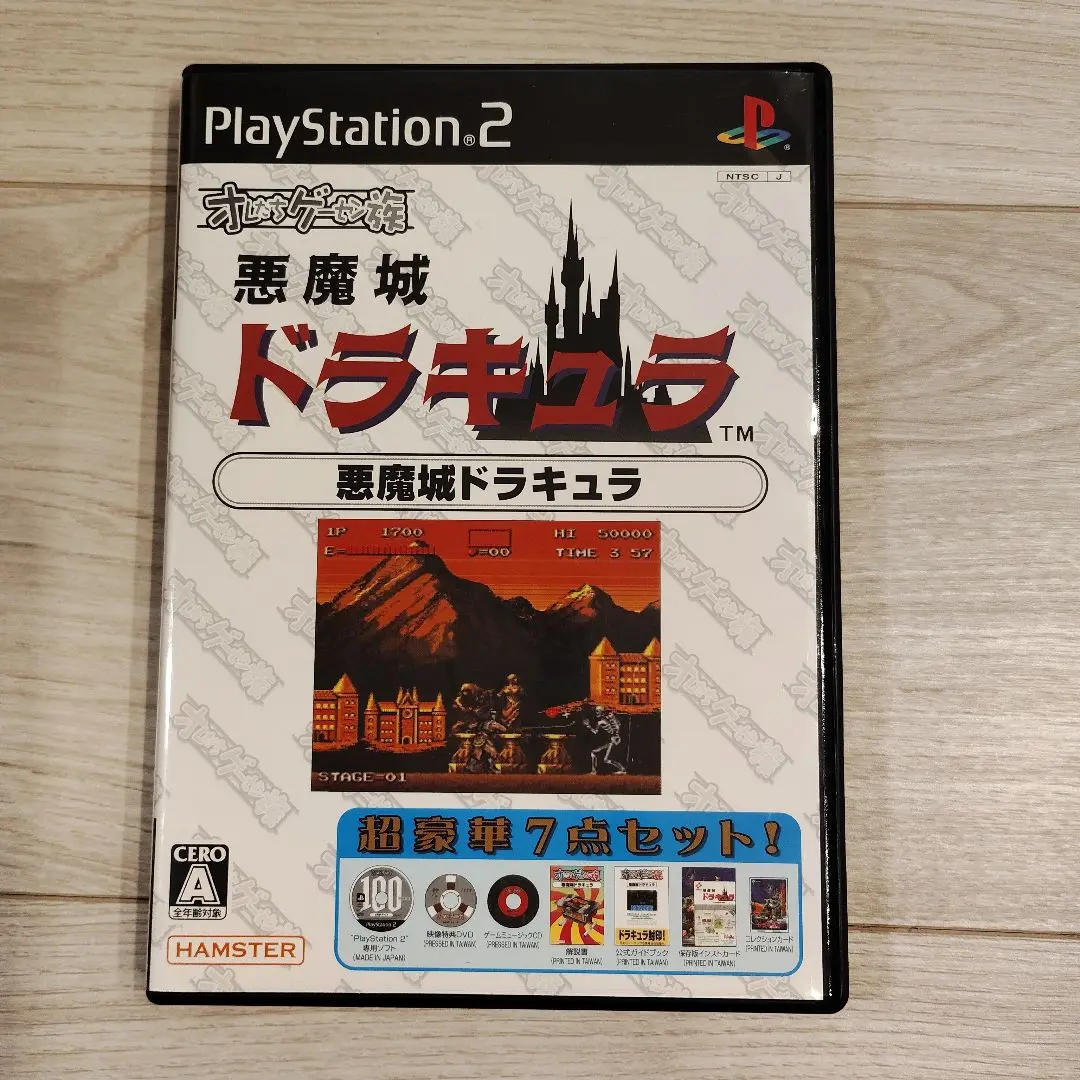 PlayStation®2
NTSC J
オレたちゲーセン族
悪魔城
ドラキュラ
TM
悪魔城ドラキュラ
1P 1700
HI 50000
E=
♪=00
TIME 3 57
STAGE=01
超豪華7点セット!
"PlayStation 2"
専用ソフト
(MADE IN JAPAN)
映像特典DVD
(PRESSED IN TAIWAN)
ゲームミュージックCD
(PRESSED IN TAIWAN)
解説書
(PRINTED IN TAIWAN)
ドラキュラ封印!
公式ガイドブック
(PRINTED IN TAIWAN)
保存版インストカード
(PRINTED IN TAIWAN)
コレクションカード
(PRINTED IN TAIWAN)
CERO
A
全年齢対象
HAMSTER